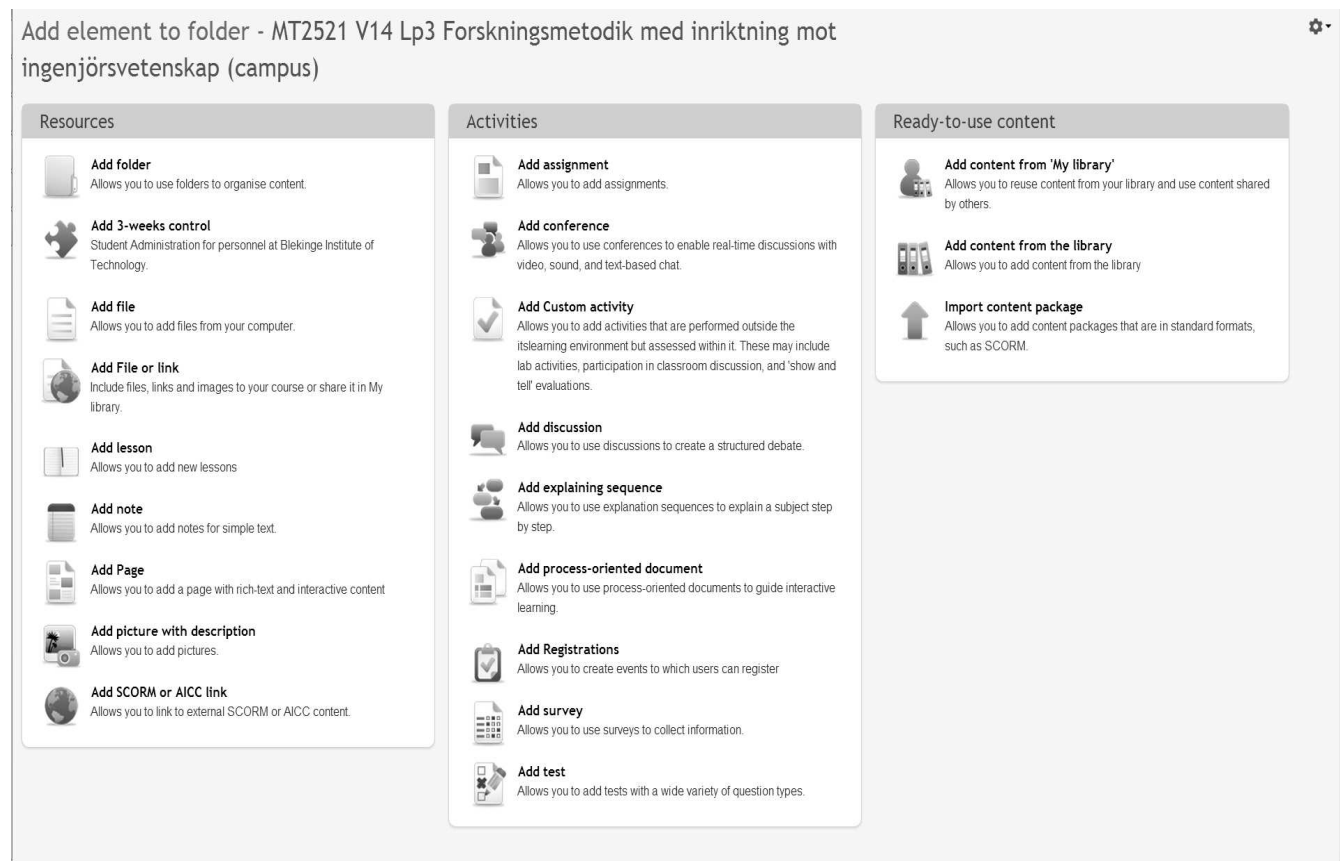 Add element to folder - MT2521 V14 Lp3 Forskningsmetodik med inriktning mot
ingenjörsvetenskap (campus)
Resources
Add folder
Allows you to use folders to organise content.
Add 3-weeks control
Student Administration for personnel at Blekinge Institute of
Technology.
Add file
Allows you to add files from your computer.
Add File or link
Include files, links and images to your course or share it in My
library.
Add lesson
Allows you to add new lessons
Add note
Allows you to add notes for simple text.
Add Page
Allows you to add a page with rich-text and interactive content
Add picture with description
Allows you to add pictures.
Add SCORM or AICC link
Allows you to link to external SCORM or AICC content.
Activities
Add assignment
Allows you to add assignments.
Add conference
Allows you to use conferences to enable real-time discussions with
video, sound, and text-based chat.
Add Custom activity
Allows you to add activities that are performed outside the
itslearning environment but assessed within it. These may include
lab activities, participation in classroom discussion, and 'show and
tell' evaluations.
Add discussion
Allows you to use discussions to create a structured debate.
Add explaining sequence
Allows you to use explanation sequences to explain a subject step
by step.
Add process-oriented document
Allows you to use process-oriented documents to guide interactive
learning.
Add Registrations
Allows you to create events to which users can register
Add survey
Allows you to use surveys to collect information.
Add test
Allows you to add tests with a wide variety of question types.
Ready-to-use content
Add content from 'My library'
Allows you to reuse content from your library and use content shared
by others.
Add content from the library
Allows you to add content from the library
Import content package
Allows you to add content packages that are in standard formats,
such as SCORM.